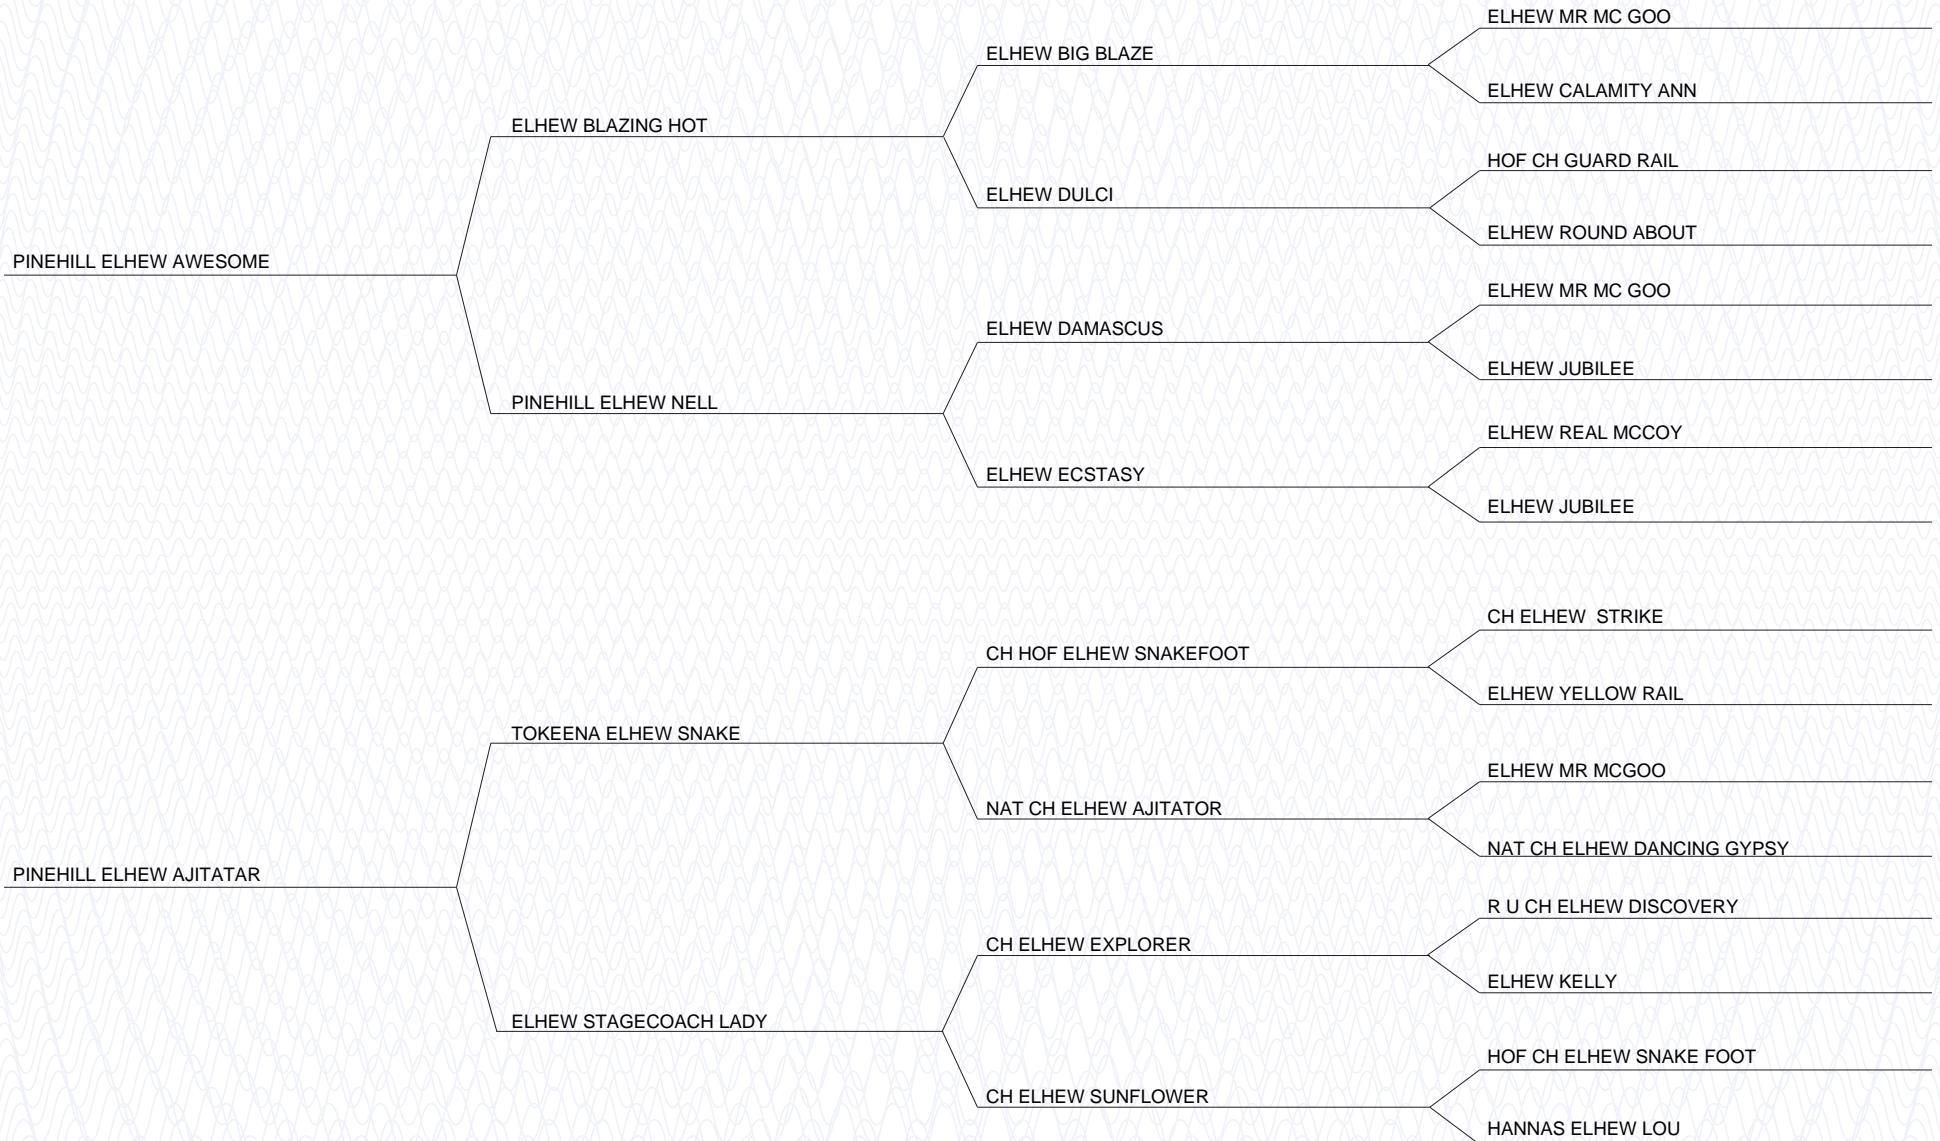 ELHEW MR MC GOO
ELHEW BIG BLAZE
ELHEW CALAMITY ANN
ELHEW BLAZING HOT
HOF CH GUARD RAIL
ELHEW DULCI
ELHEW ROUND ABOUT
PINEHILL ELHEW AWESOME
ELHEW MR MC GOO
ELHEW DAMASCUS
ELHEW JUBILEE
PINEHILL ELHEW NELL
ELHEW REAL MCCOY
ELHEW ECSTASY
ELHEW JUBILEE
CH ELHEW  STRIKE
CH HOF ELHEW SNAKEFOOT
ELHEW YELLOW RAIL
TOKEENA ELHEW SNAKE
ELHEW MR MCGOO
NAT CH ELHEW AJITATOR
NAT CH ELHEW DANCING GYPSY
PINEHILL ELHEW AJITATAR
R U CH ELHEW DISCOVERY
CH ELHEW EXPLORER
ELHEW KELLY
ELHEW STAGECOACH LADY
HOF CH ELHEW SNAKE FOOT
CH ELHEW SUNFLOWER
HANNAS ELHEW LOU